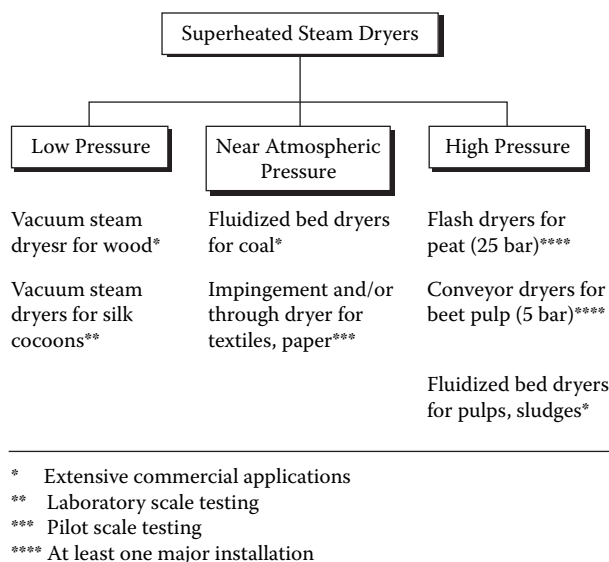 Superheated Steam Dryers
Low Pressure
Near Atmospheric
Pressure
High Pressure
Vacuum steam
dryesr for wood*
Vacuum steam
dryers for silk
cocoons**
Fluidized bed dryers
for coal*
Impingement and/or
through dryer for
textiles, paper***
Flash dryers for
peat (25 bar)****
Conveyor dryers for
beet pulp (5 bar)****
Fluidized bed dryers
for pulps, sludges*
* Extensive commercial applications
** Laboratory scale testing
*** Pilot scale testing
**** At least one major installation